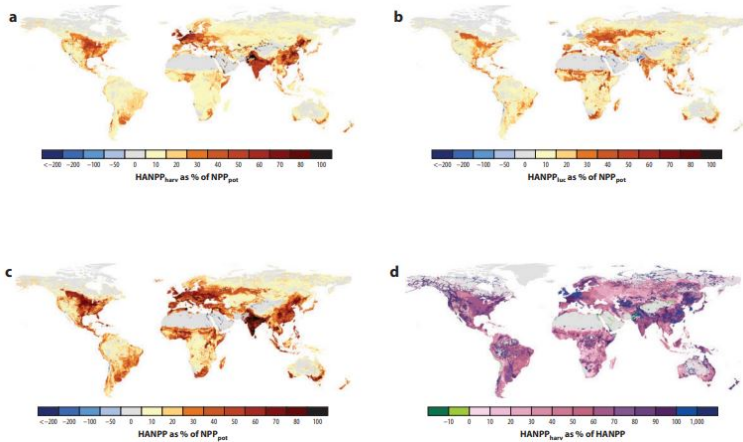 a
<-200 -200 -100 -50 0 10 20 30 40 50 60 70 80 100
HANPPharv as % of NPPpot
b
<-200 -200 -100 -50 0 10 20 30 40 50 60 70 80 100
HANPPluc as % of NPPpot
c
<-200 -200 -100 -50 0 10 20 30 40 50 60 70 80 100
HANPP as % of NPPpot
d
-10 0 10 20 30 40 50 60 70 80 90 100 1,000
HANPPharv as % of HANPP